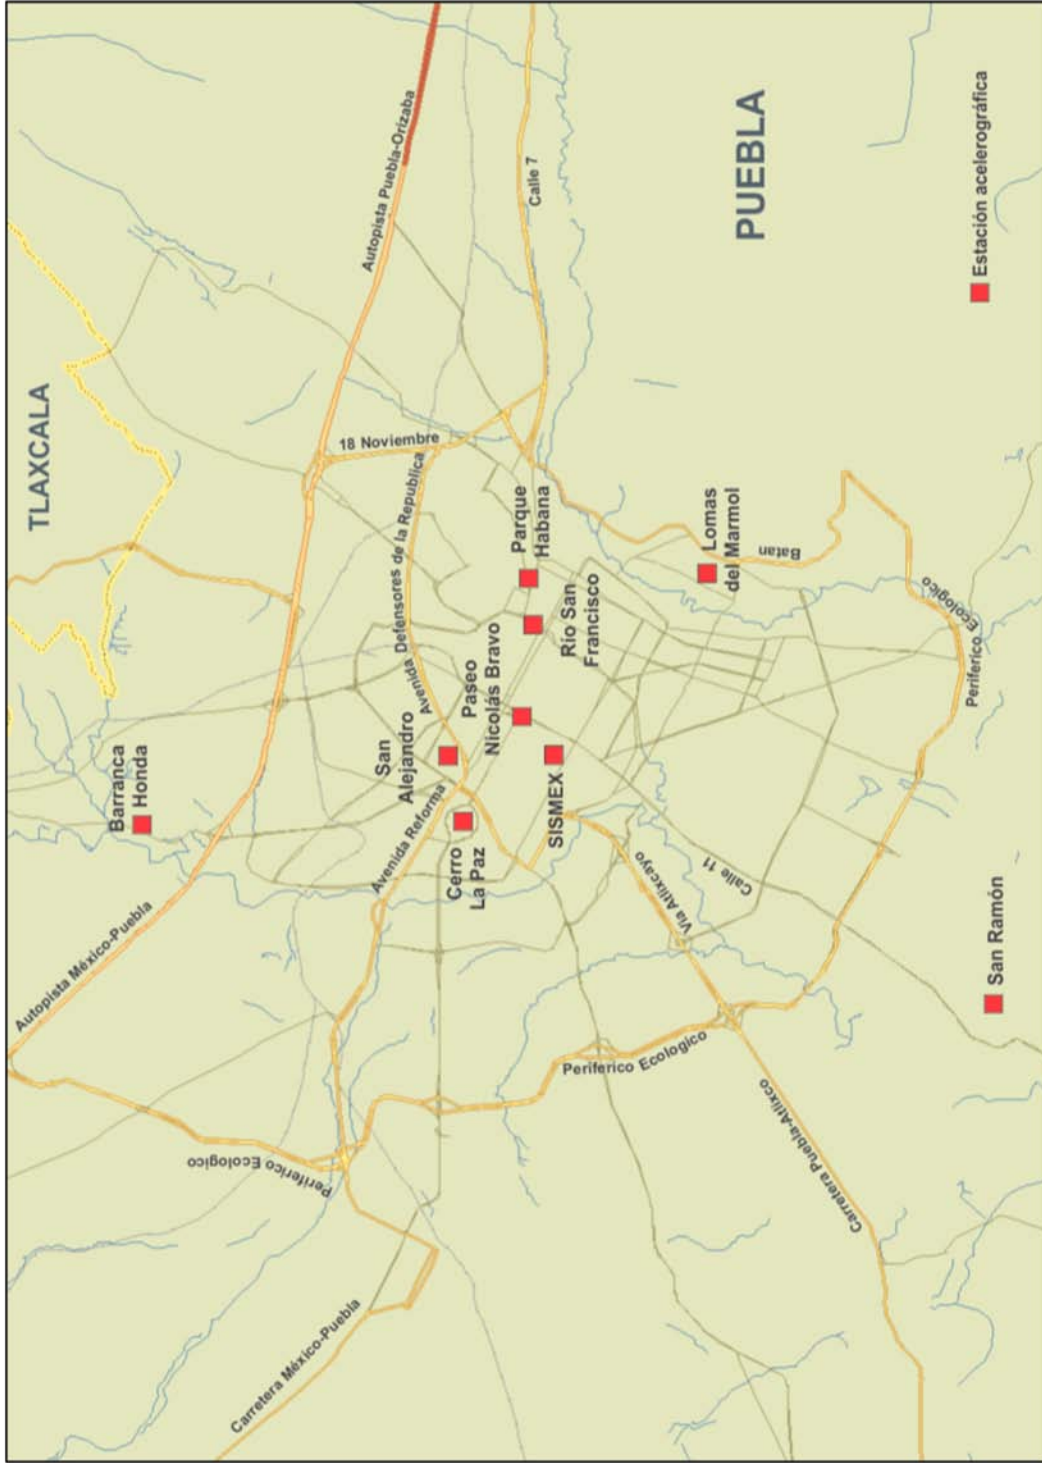 TLAXCALA
PUEBLA
Barranca
Honda
Autopista México-Puebla
Autopista Puebla-Orizaba
18 Noviembre
Avenida Defensores de la Republica
Calle 7
San
Alejandro
Paseo
Nicolás Bravo
Parque
Habana
Río San
Francisco
Avenida Reforma
Cerro
La Paz
SISMEX
Lomas
del Marmol
Batan
Periferico Ecologico
Calle 11
Via Atlixcayo
Periferico Ecologico
Periferico Ecologico
Carretera México-Puebla
Carretera Puebla-Atlixco
San Ramón
Estación acelerográfica